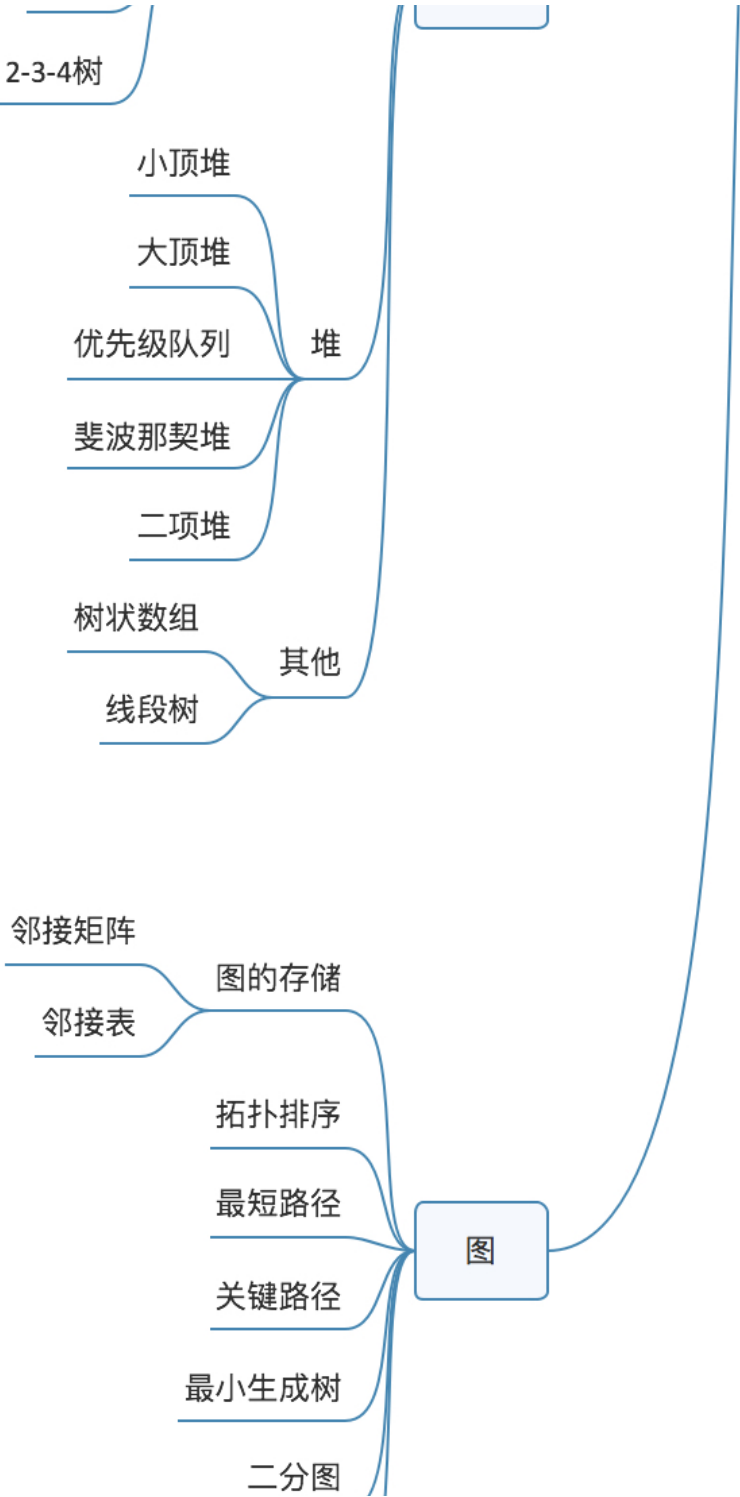 2-3-4树
小顶堆
大顶堆
优先级队列
堆
斐波那契堆
二项堆
树状数组
其他
线段树
邻接矩阵
图的存储
邻接表
拓扑排序
最短路径
图
关键路径
最小生成树
二分图